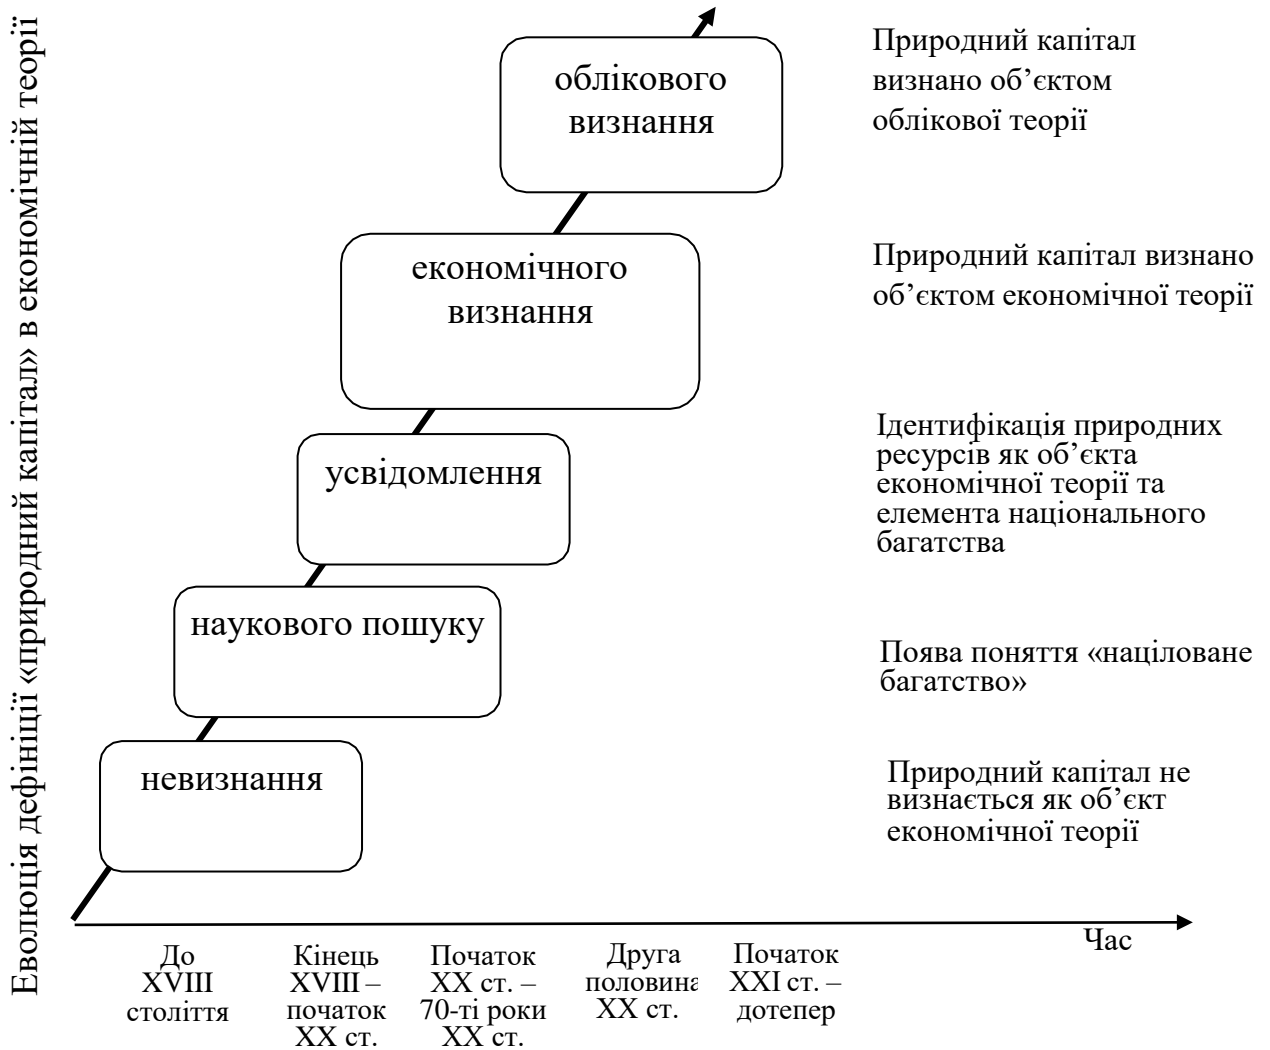 Еволюція дефініції «природний капітал» в економічній теорії
облікового
визнання
Природний капітал
визнано об’єктом
облікової теорії
економічного
визнання
Природний капітал визнано
об’єктом економічної теорії
усвідомлення
Ідентифікація природних
ресурсів як об’єкта
економічної теорії та
елемента національного
багатства
наукового пошуку
Поява поняття «націловане
багатство»
невизнання
Природний капітал не
визнається як об’єкт
економічної теорії
Час
До
XVIII
століття
Кінець
XVIII –
початок
XX ст.
Початок
XX ст. –
70-ті роки
XX ст.
Друга
половина
XX ст.
Початок
XXI ст. –
дотепер